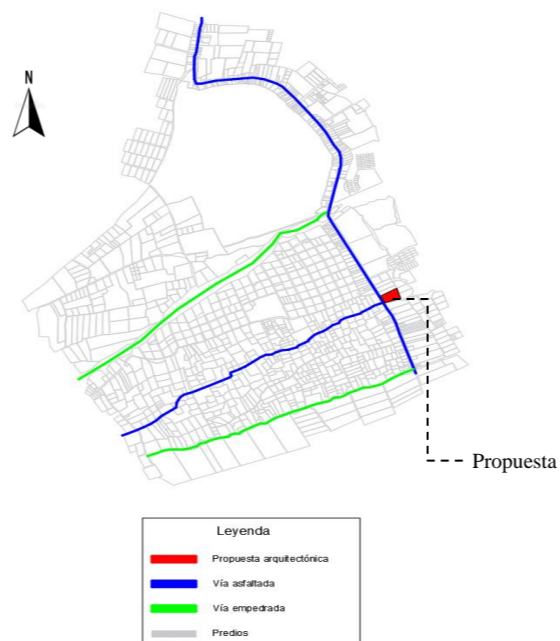 N
Propuesta
Leyenda
Propuesta arquitectónica
Vía asfaltada
Vía empedrada
Predios